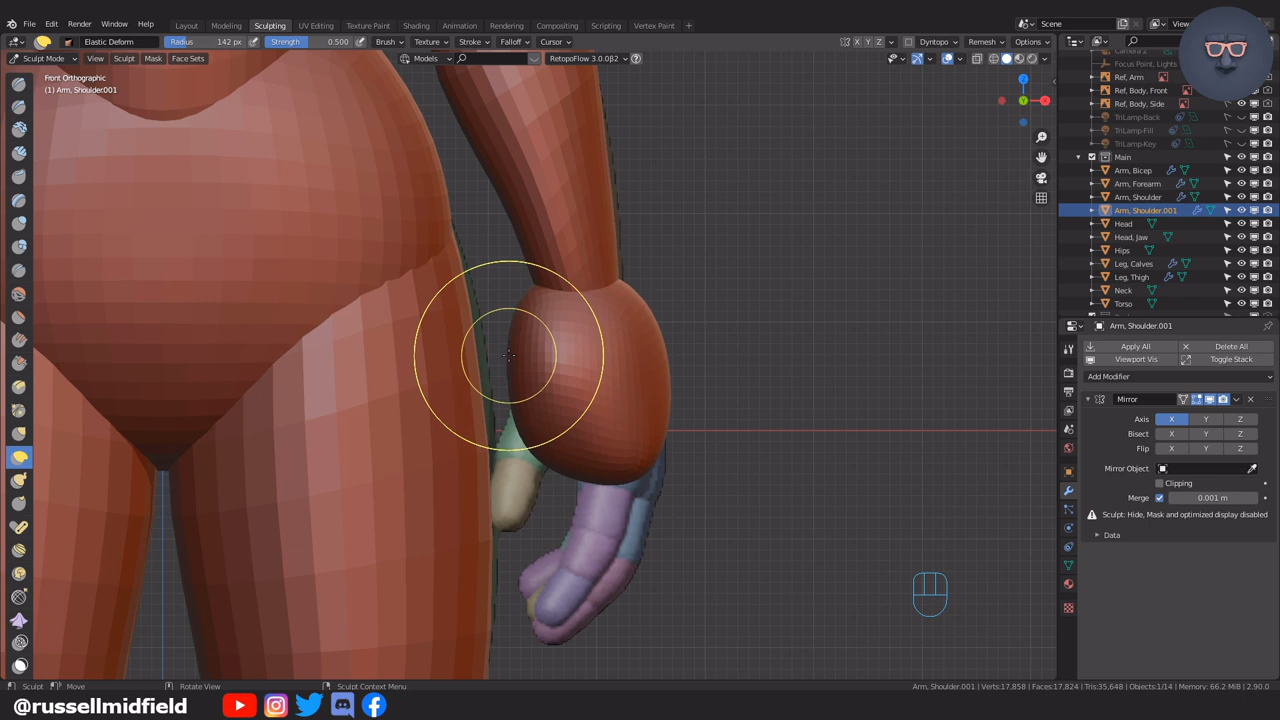 File Edit Render Window Help Layout Modeling Sculpting UV Editing Texture Paint Shading Animation Rendering Compositing Scripting Vertex Paint + Scene
Elastic Deform Radius 142 px Strength 0.500 Brush Texture Stroke Falloff Cursor X Y Z Dyntopo Remesh Options
Sculpt Mode View Sculpt Mask Face Sets Models RetopoFlow 3.0.0β2
Front Orthographic
(1) Arm, Shoulder.001
Z
Y
X
Focus Point, Lights
Ref, Arm
Ref, Body, Front
Ref, Body, Side
TriLamp-Back
TriLamp-Fill
TriLamp-Key
Main
Arm, Bicep
Arm, Forearm
Arm, Shoulder
Arm, Shoulder.001
Head
Head, Jaw
Hips
Leg, Calves
Leg, Thigh
Neck
Torso
Arm, Shoulder.001
Apply All Delete All
Viewport Vis Toggle Stack
Add Modifier
Mirror
Axis X Y Z
Bisect X Y Z
Flip X Y Z
Mirror Object
Clipping
Merge 0.001 m
Sculpt: Hide, Mask and optimized display disabled
Data
Sculpt Move Rotate View Sculpt Context Menu Arm, Shoulder.001 | Verts:17,858 | Faces:17,824 | Tris:35,648 | Objects:1/14 | Memory: 66.2 MiB | 2.90.0
@russellmidfield